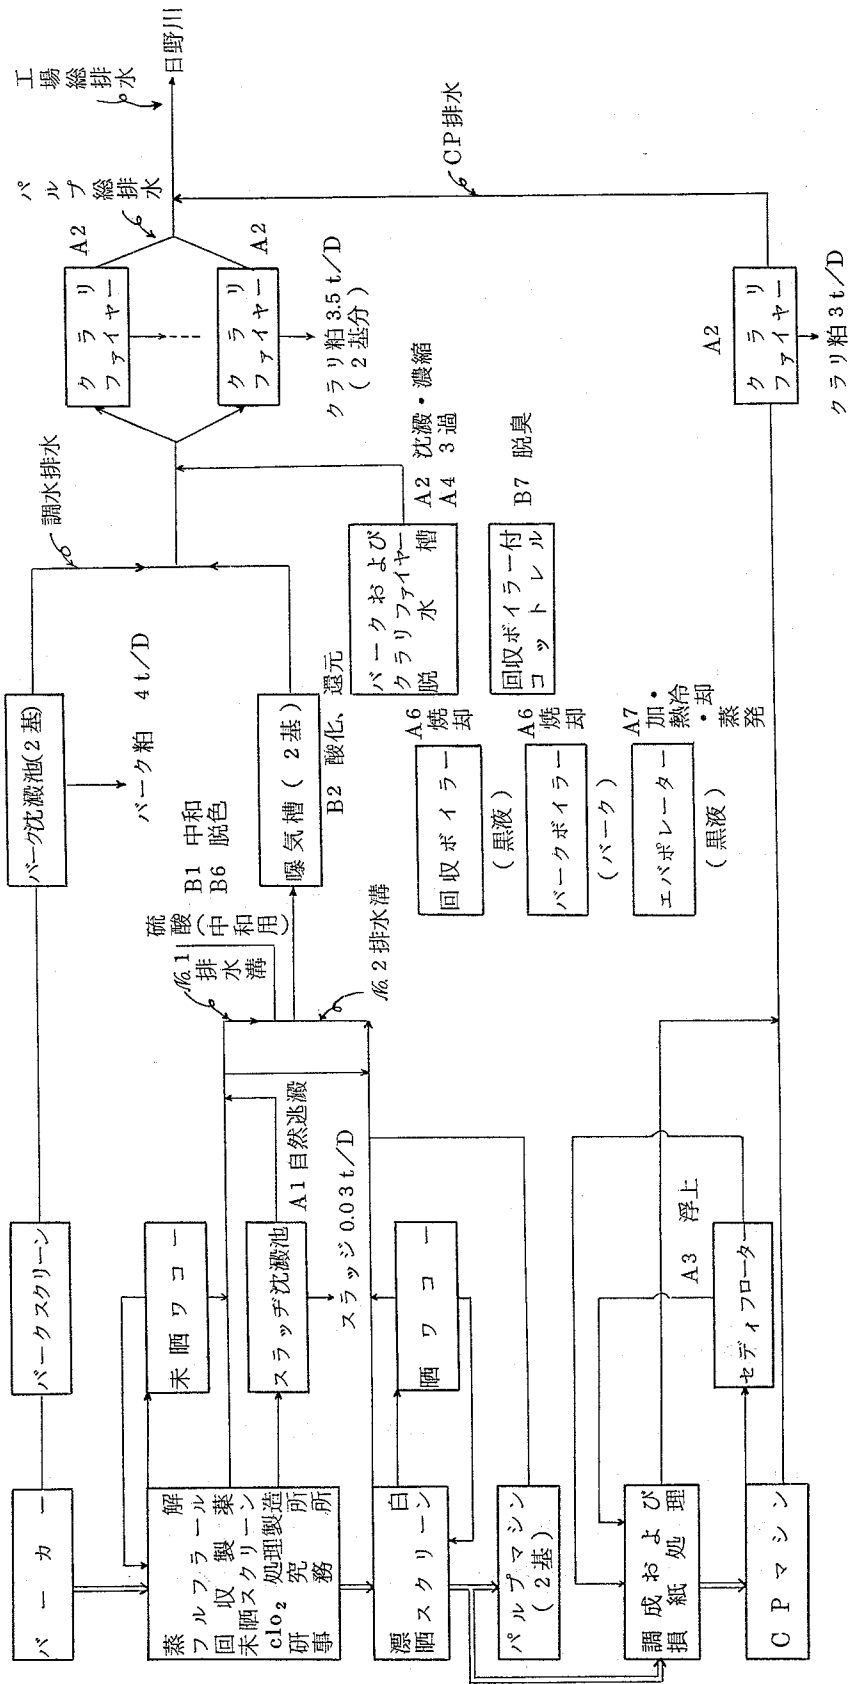 バーカー
バークスクリーン
バーク沈澱池(2基)
バーク粕 4t/D
調水排水
クラリ
ファイヤー
A2
クラリ
ファイヤー
A2
クラリ粕3.5t/D
(2基分)
パルプ総排水
工場総排水
日野川
蒸解
フルフラール
回収製薬
未晒スクリーン
clo₂処理製造
研究所
事務所
未晒ワコー
スラッヂ沈澱池
A1自然逃澱
スラッジ0.03t/D
No.1
排水溝
硫酸(中和用)
B1 中和
B6 脱色
No.2排水溝
曝気槽(2基)
B2 酸化、還元
漂白
晒スクリーン
晒ワコー
パルプマシン
(2基)
回収ボイラー
A6
焼却
(黒液)
バークボイラー
A6
焼却
(バーク)
エバポレーター
A7
加熱・冷却・蒸発
(黒液)
バークおよび
クラリファイヤー
脱水槽
A2 沈澱・濃縮
A4 3過
回収ボイラー付
コットレル
B7 脱臭
調成および
損紙処理
セディフローター
A3 浮上
CPマシン
クラリ
ファイヤー
A2
クラリ粕3t/D
CP排水